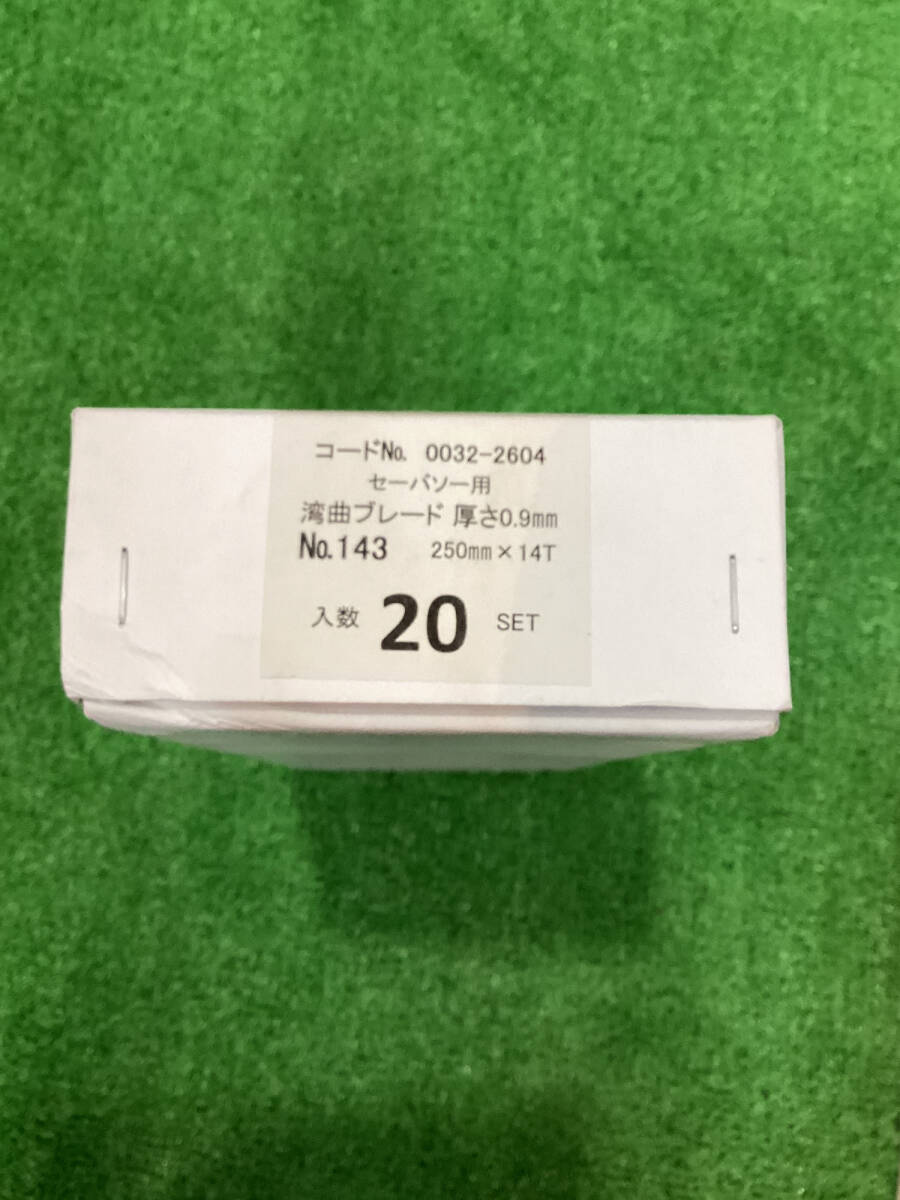 コードNo. 0032-2604
セーバソー用
湾曲ブレード 厚さ0.9mm
No.143 250mm×14T
入数 20 SET